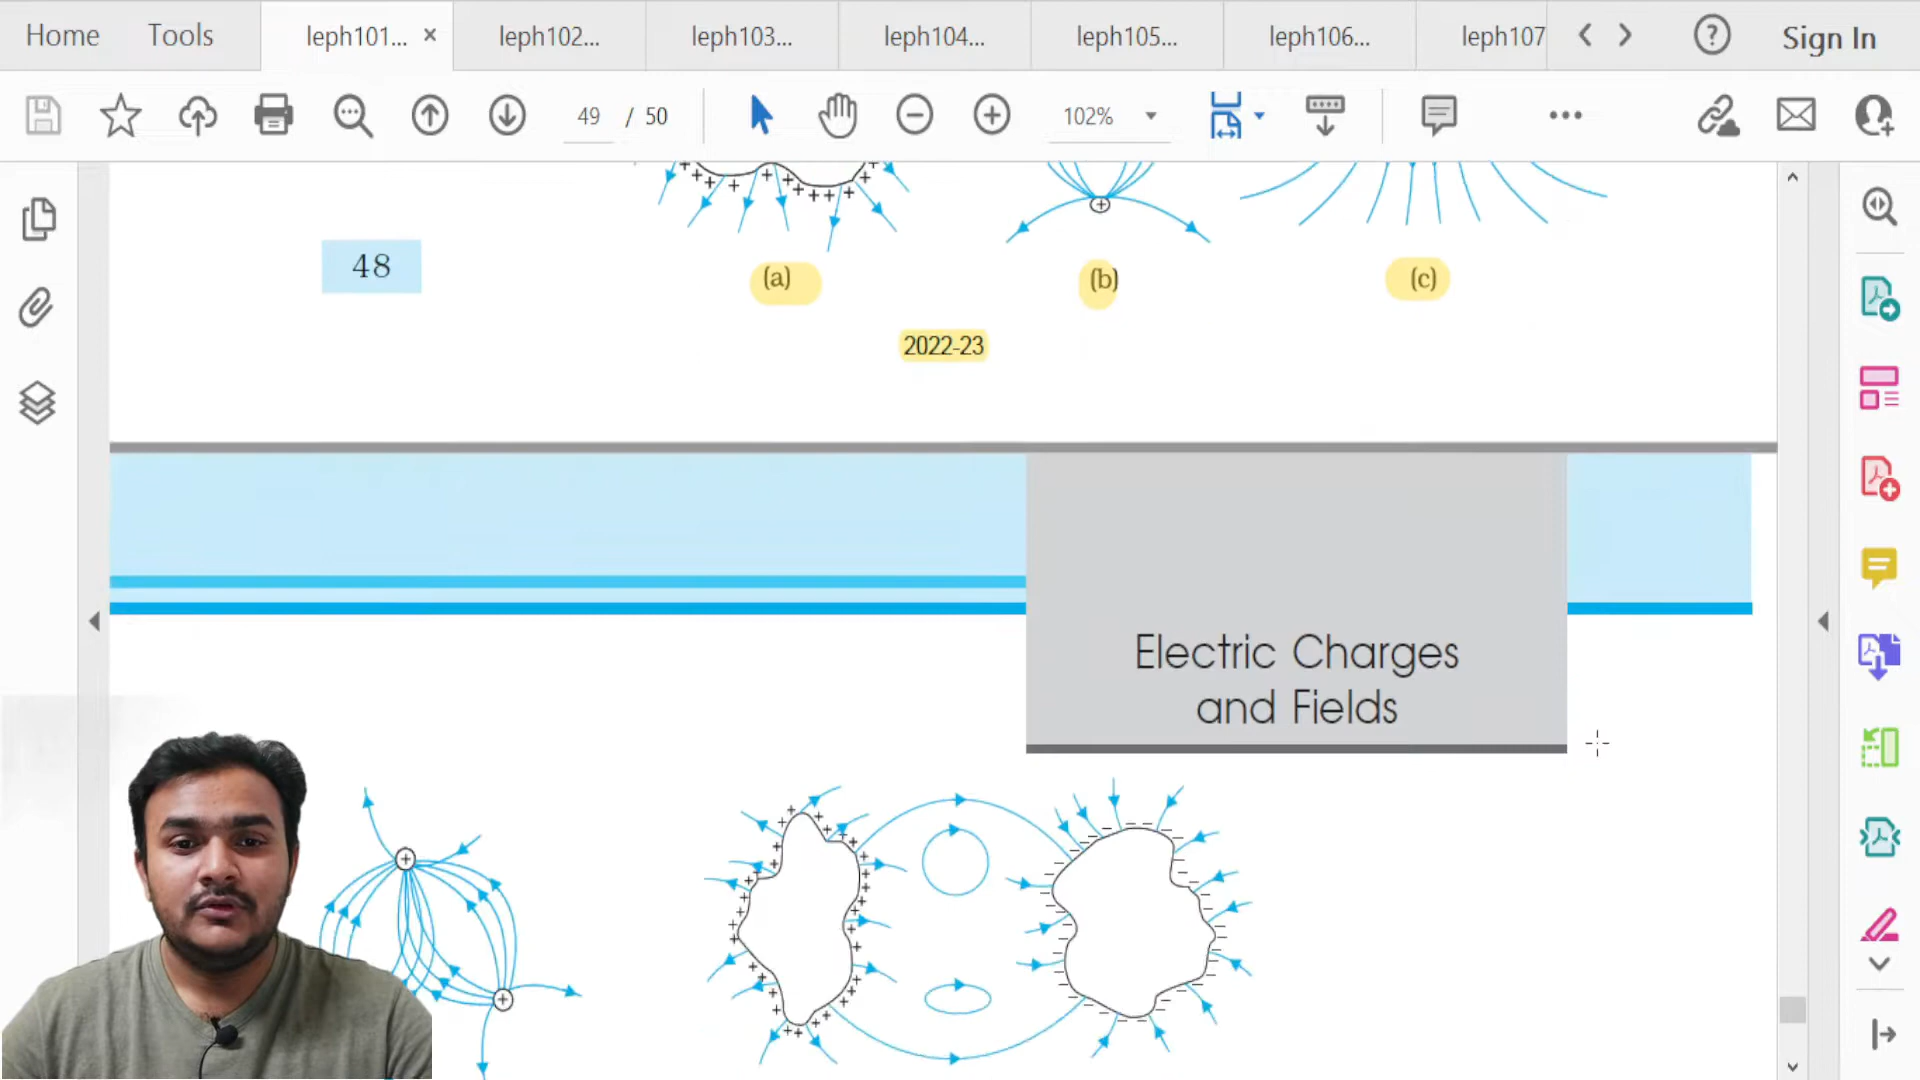 Home Tools leph101... × leph102... leph103... leph104... leph105... leph106... leph107 Sign In
49 / 50 102%
48 (a) (b) (c)
2022-23
Electric Charges
and Fields